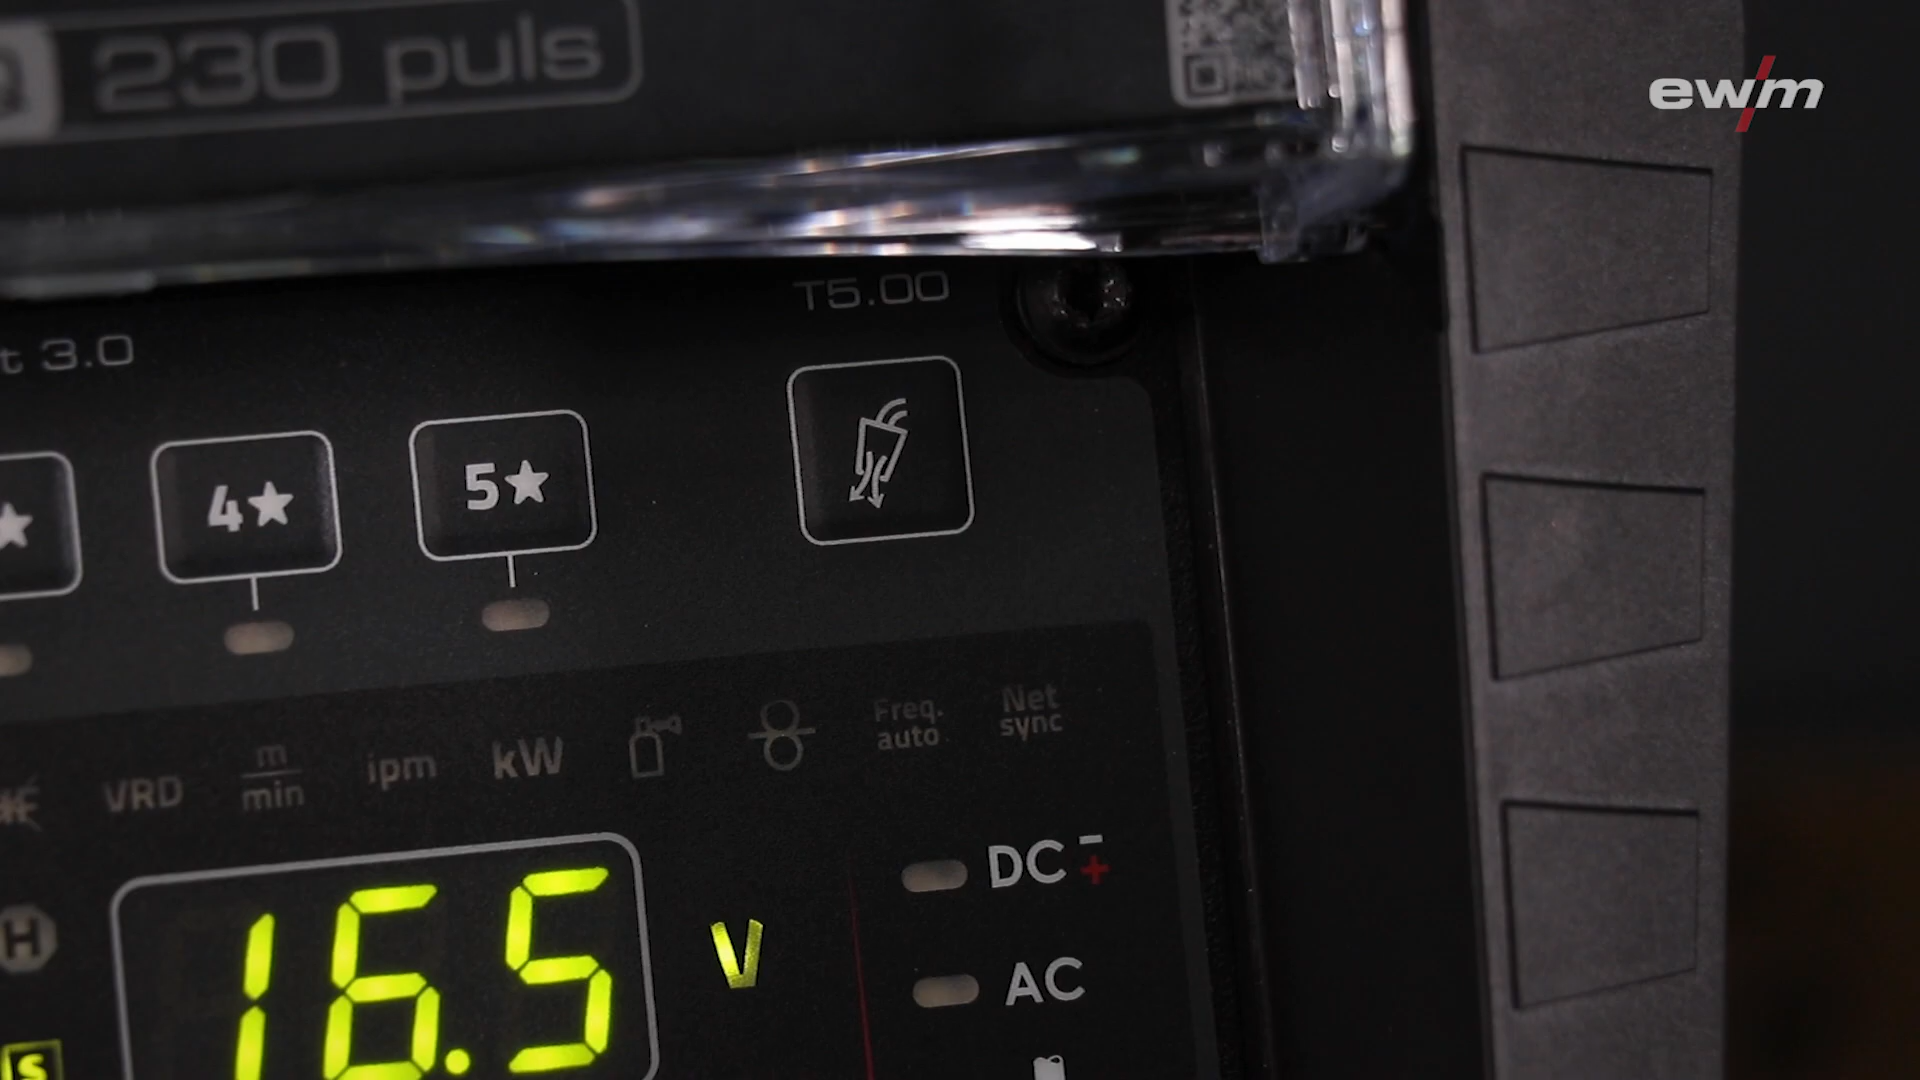 230 puls
ewm
T5.00
t 3.0
4★
5★
VRD
m
min
ipm
kW
Freq.
auto
Net
sync
DC - +
H
16.5
V
AC
S